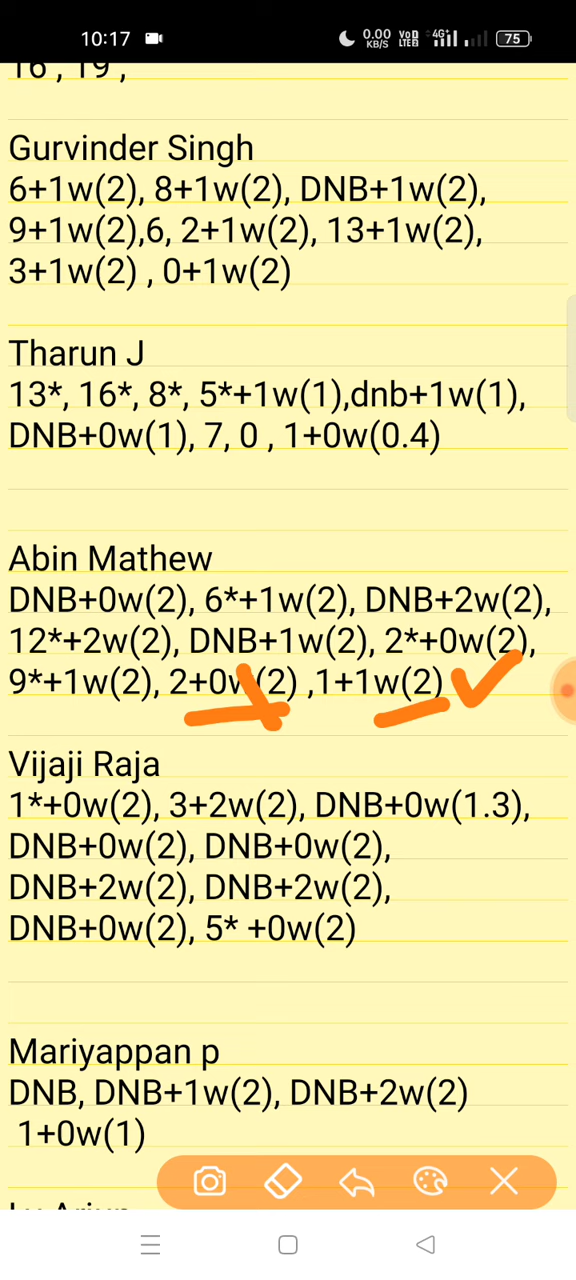 10:17 0.00 KB/S VoD LTE2 4G+ 75
16 , 19 ,
Gurvinder Singh
6+1w(2), 8+1w(2), DNB+1w(2),
9+1w(2),6, 2+1w(2), 13+1w(2),
3+1w(2) , 0+1w(2)
Tharun J
13*, 16*, 8*, 5*+1w(1),dnb+1w(1),
DNB+0w(1), 7, 0 , 1+0w(0.4)
Abin Mathew
DNB+0w(2), 6*+1w(2), DNB+2w(2),
12*+2w(2), DNB+1w(2), 2*+0w(2),
9*+1w(2), 2+0w(2) ,1+1w(2)
Vijaji Raja
1*+0w(2), 3+2w(2), DNB+0w(1.3),
DNB+0w(2), DNB+0w(2),
DNB+2w(2), DNB+2w(2),
DNB+0w(2), 5* +0w(2)
Mariyappan p
DNB, DNB+1w(2), DNB+2w(2)
1+0w(1)